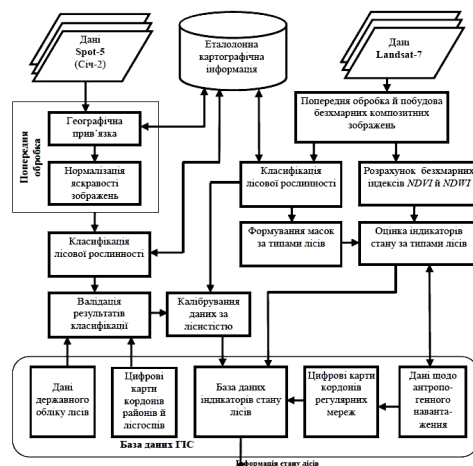 Дані
Spot-5
(Січ-2)
Еталолонна
картографічна
інформація
Дані
Landsat-7
Попередня
обробка
Географічна
прив`язка
Нормалізація
яскравості
зображень
Попередня обробка й побудова
безхмарних композитних
зображень
Класифікація
лісової рослинності
Розрахунок безхмарних
індексів NDVI й NDWI
Формування масок
за типами лісів
Оцінка індикаторів
стану за типами лісів
Класифікація
лісової рослинності
Валідація
результатів
класифікації
Калібрування
даних за
лісистістю
Дані
державного
обліку лісів
Цифрові
карти
кордонів
районів й
лісгоспів
База даних
індикаторів стану
лісів
Цифрові карти
кордонів
регулярних
мереж
Дані щодо
антропо-
генного
наванта-
ження
База даних ГІС
Інформація стану лісів